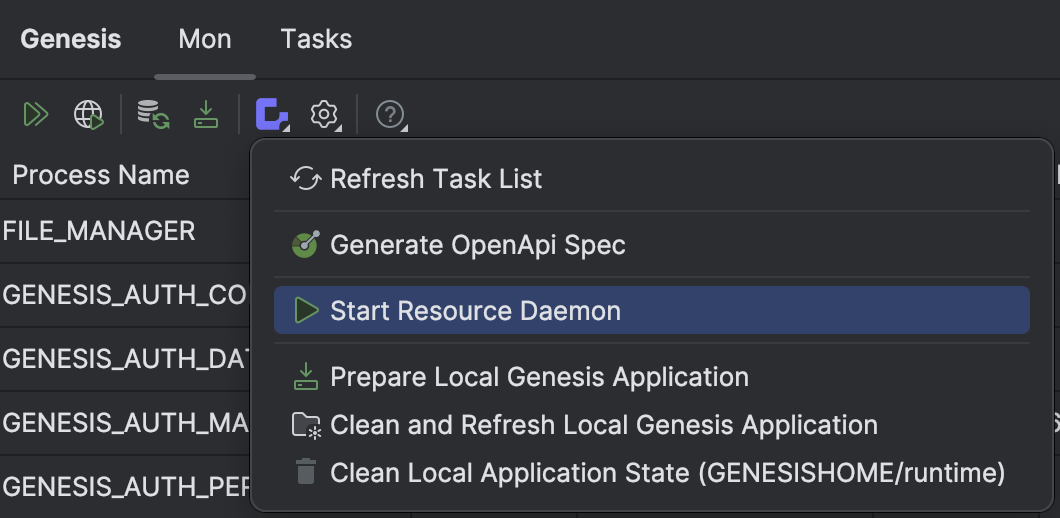 Genesis Mon Tasks
Process Name
Refresh Task List
FILE_MANAGER
Generate OpenApi Spec
GENESIS_AUTH_CO
Start Resource Daemon
GENESIS_AUTH_DAT
Prepare Local Genesis Application
GENESIS_AUTH_MA
Clean and Refresh Local Genesis Application
GENESIS_AUTH_PER
Clean Local Application State (GENESISHOME/runtime)